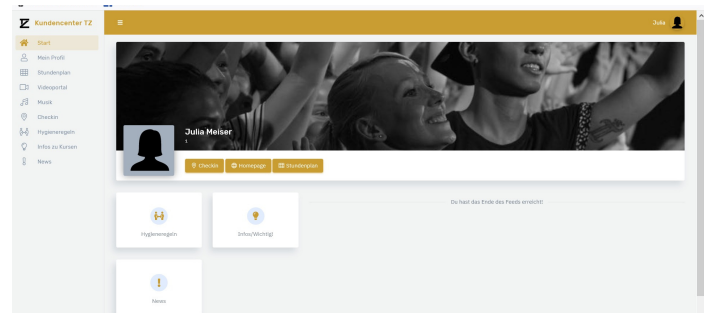 Kundencenter TZ
Julia
Start
Mein Profil
Stundenplan
Videoportal
Musik
Checkin
Hygieneregeln
Infos zu Kursen
News
Julia Meiser
1
Checkin
Homepage
Stundenplan
Hygieneregeln
Infos/Wichtig!
Du hast das Ende des Feeds erreicht!
News